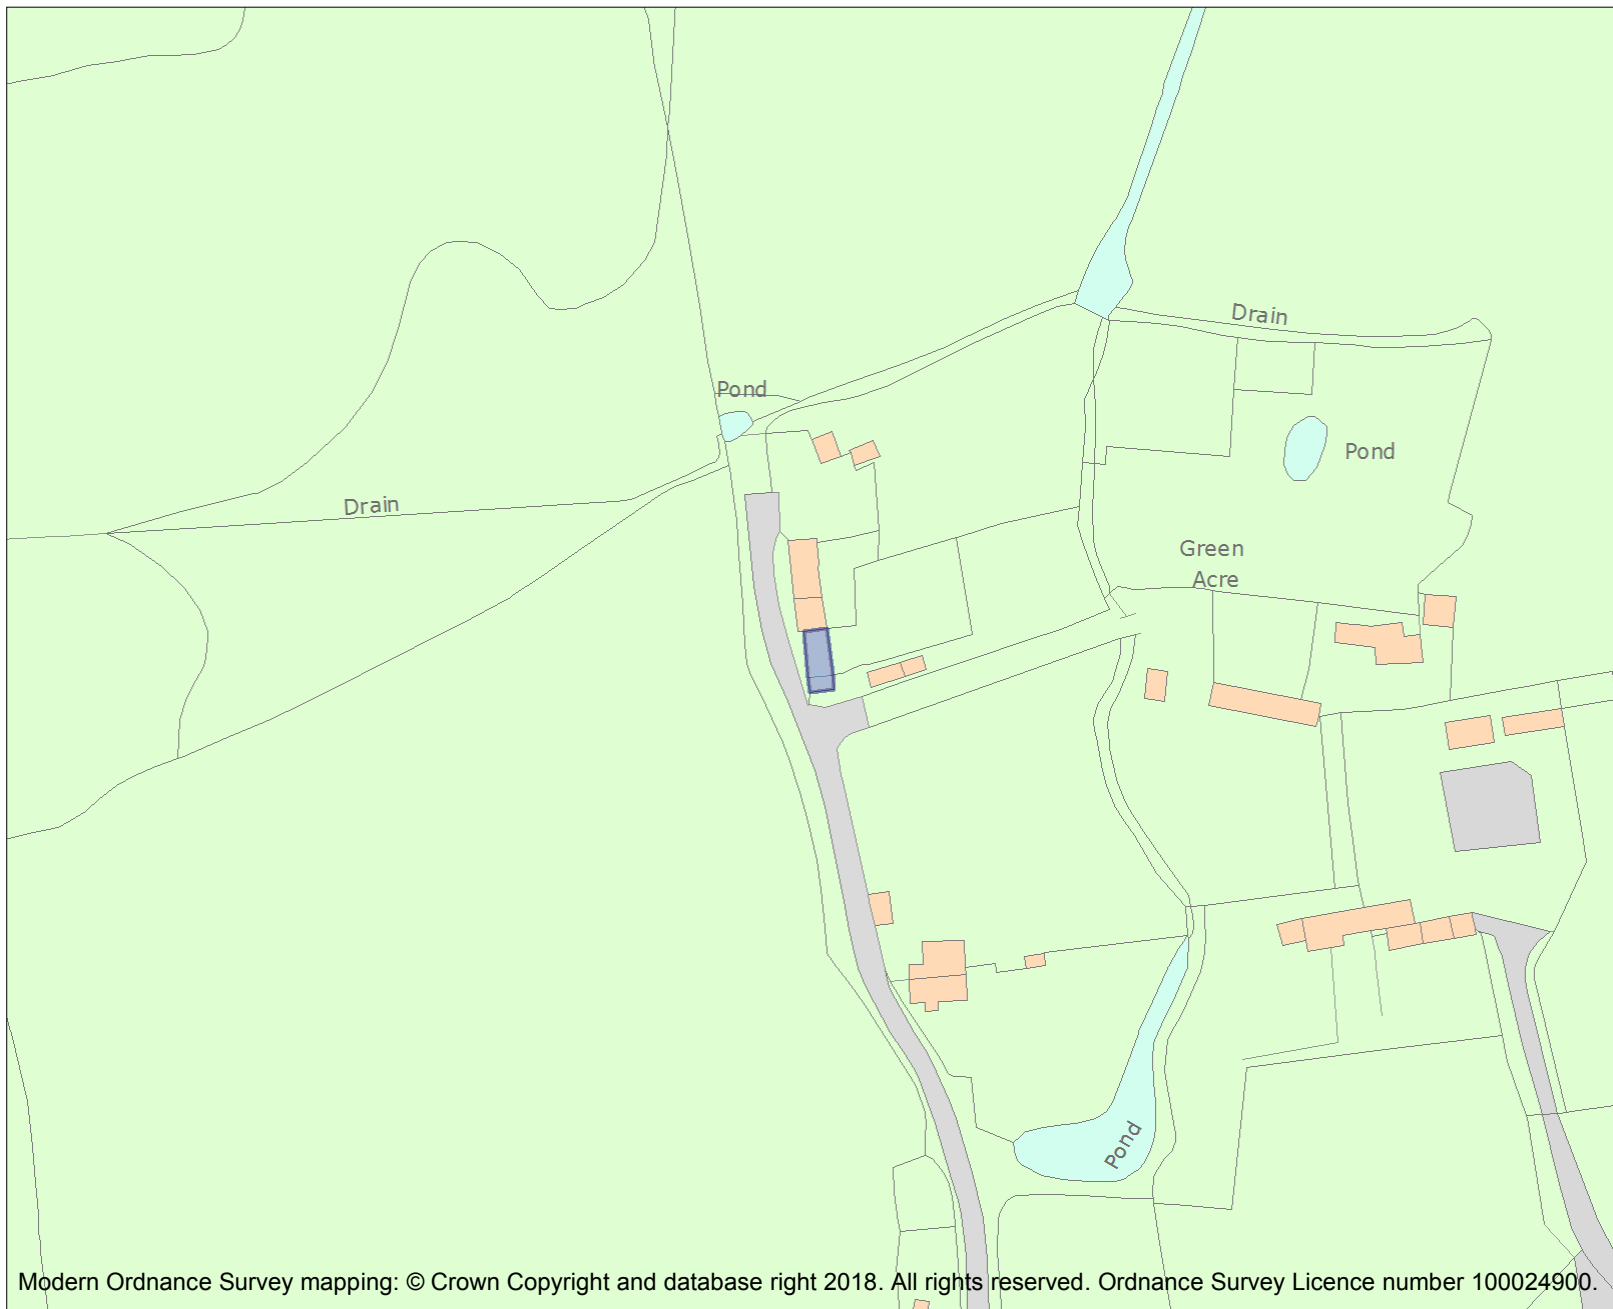 Drain
Pond
Pond
Drain
Green
Acre
Pond
Modern Ordnance Survey mapping: © Crown Copyright and database right 2018. All rights reserved. Ordnance Survey Licence number 100024900.